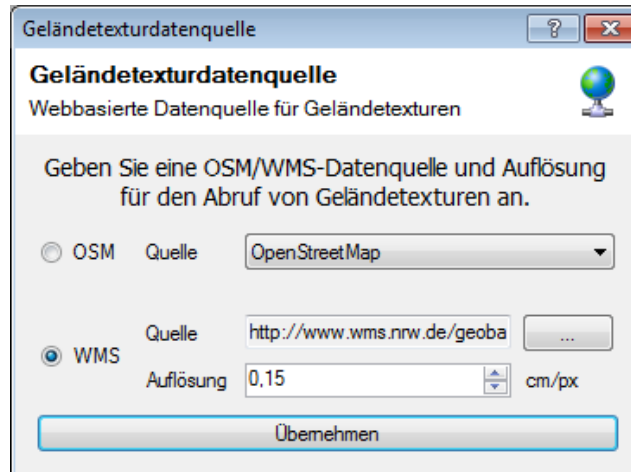 Geländetexturdatenquelle
?
Geländetexturdatenquelle
Webbasierte Datenquelle für Geländetexturen
Geben Sie eine OSM/WMS-Datenquelle und Auflösung
für den Abruf von Geländetexturen an.
OSM Quelle OpenStreetMap
WMS
Quelle http://www.wms.nrw.de/geoba ...
Auflösung 0,15 cm/px
Übernehmen